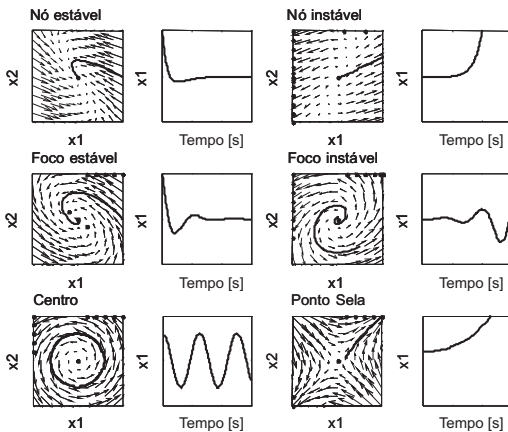 Nó estável
Nó instável
x2
x1
x2
x1
x1
Tempo [s]
x1
Tempo [s]
Foco estável
Foco instável
x2
x1
x2
x1
x1
Tempo [s]
x1
Tempo [s]
Centro
Ponto Sela
x2
x1
x2
x1
x1
Tempo [s]
x1
Tempo [s]